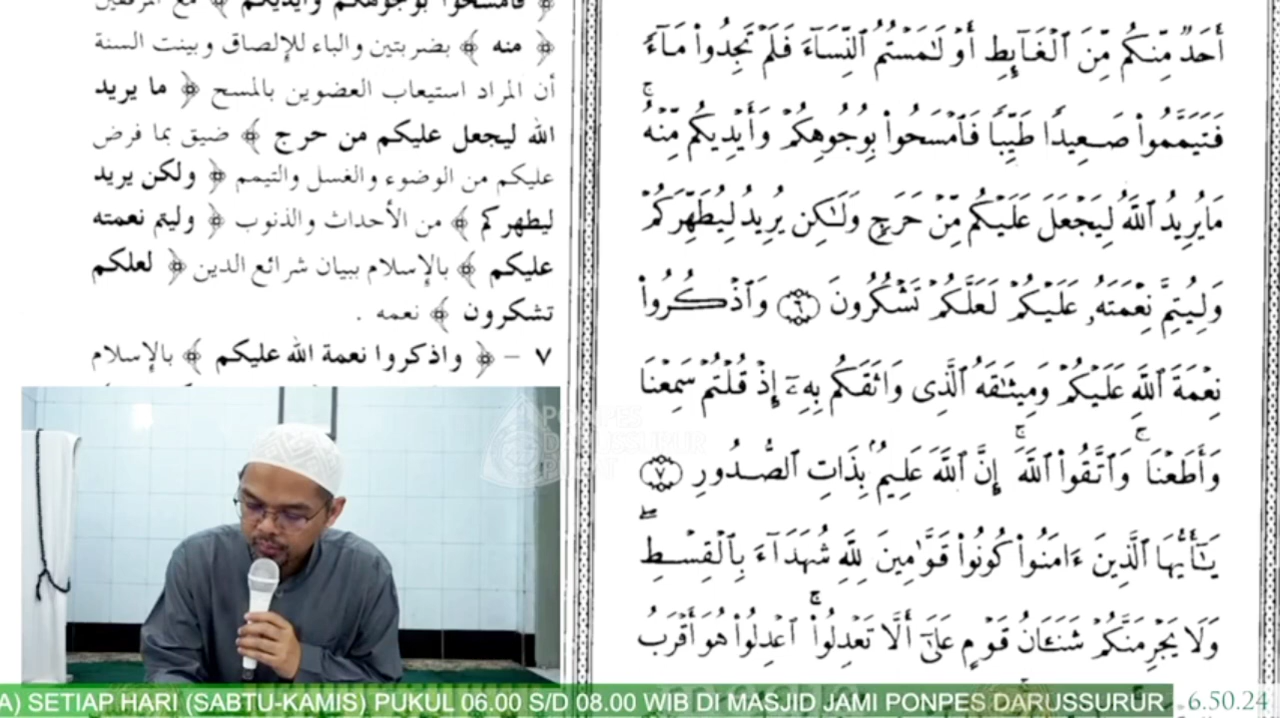 أَحَدٌ مِّنكُم مِّنَ ٱلْغَآئِطِ أَوْ لَٰمَسْتُمُ ٱلنِّسَآءَ فَلَمْ تَجِدُوا۟ مَآءً
فَتَيَمَّمُوا۟ صَعِيدًا طَيِّبًا فَٱمْسَحُوا۟ بِوُجُوهِكُمْ وَأَيْدِيكُم مِّنْهُ ۚ
مَا يُرِيدُ ٱللَّهُ لِيَجْعَلَ عَلَيْكُم مِّنْ حَرَجٍ وَلَٰكِن يُرِيدُ لِيُطَهِّرَكُمْ
وَلِيُتِمَّ نِعْمَتَهُۥ عَلَيْكُمْ لَعَلَّكُمْ تَشْكُرُونَ ٦ وَٱذْكُرُوا۟
نِعْمَةَ ٱللَّهِ عَلَيْكُمْ وَمِيثَٰقَهُ ٱلَّذِى وَاثَقَكُم بِهِۦٓ إِذْ قُلْتُمْ سَمِعْنَا
وَأَطَعْنَا ۖ وَٱتَّقُوا۟ ٱللَّهَ ۚ إِنَّ ٱللَّهَ عَلِيمٌۢ بِذَاتِ ٱلصُّدُورِ ٧
يَٰٓأَيُّهَا ٱلَّذِينَ ءَامَنُوا۟ كُونُوا۟ قَوَّٰمِينَ لِلَّهِ شُهَدَآءَ بِٱلْقِسْطِ ۖ
وَلَا يَجْرِمَنَّكُمْ شَنَـَٔانُ قَوْمٍ عَلَىٰٓ أَلَّا تَعْدِلُوا۟ ۚ ٱعْدِلُوا۟ هُوَ أَقْرَبُ
﴿ فامسحوا بوجوهكم وأيديكم ﴾ مع المرفقين
﴿ منه ﴾ بضربتين والباء للإلصاق وبينت السنة
أن المراد استيعاب العضوين بالمسح ﴿ ما يريد
الله ليجعل عليكم من حرج ﴾ ضيق بما فرض
عليكم من الوضوء والغسل والتيمم ﴿ ولكن يريد
ليطهركم ﴾ من الأحداث والذنوب ﴿ وليتم نعمته
عليكم ﴾ بالإسلام ببيان شرائع الدين ﴿ لعلكم
تشكرون ﴾ نعمه .
٧ – ﴿ واذكروا نعمة الله عليكم ﴾ بالإسلام
PONPES
DARUSSURUR
A) SETIAP HARI (SABTU-KAMIS) PUKUL 06.00 S/D 08.00 WIB DI MASJID JAMI PONPES DARUSSURUR
6.50.24